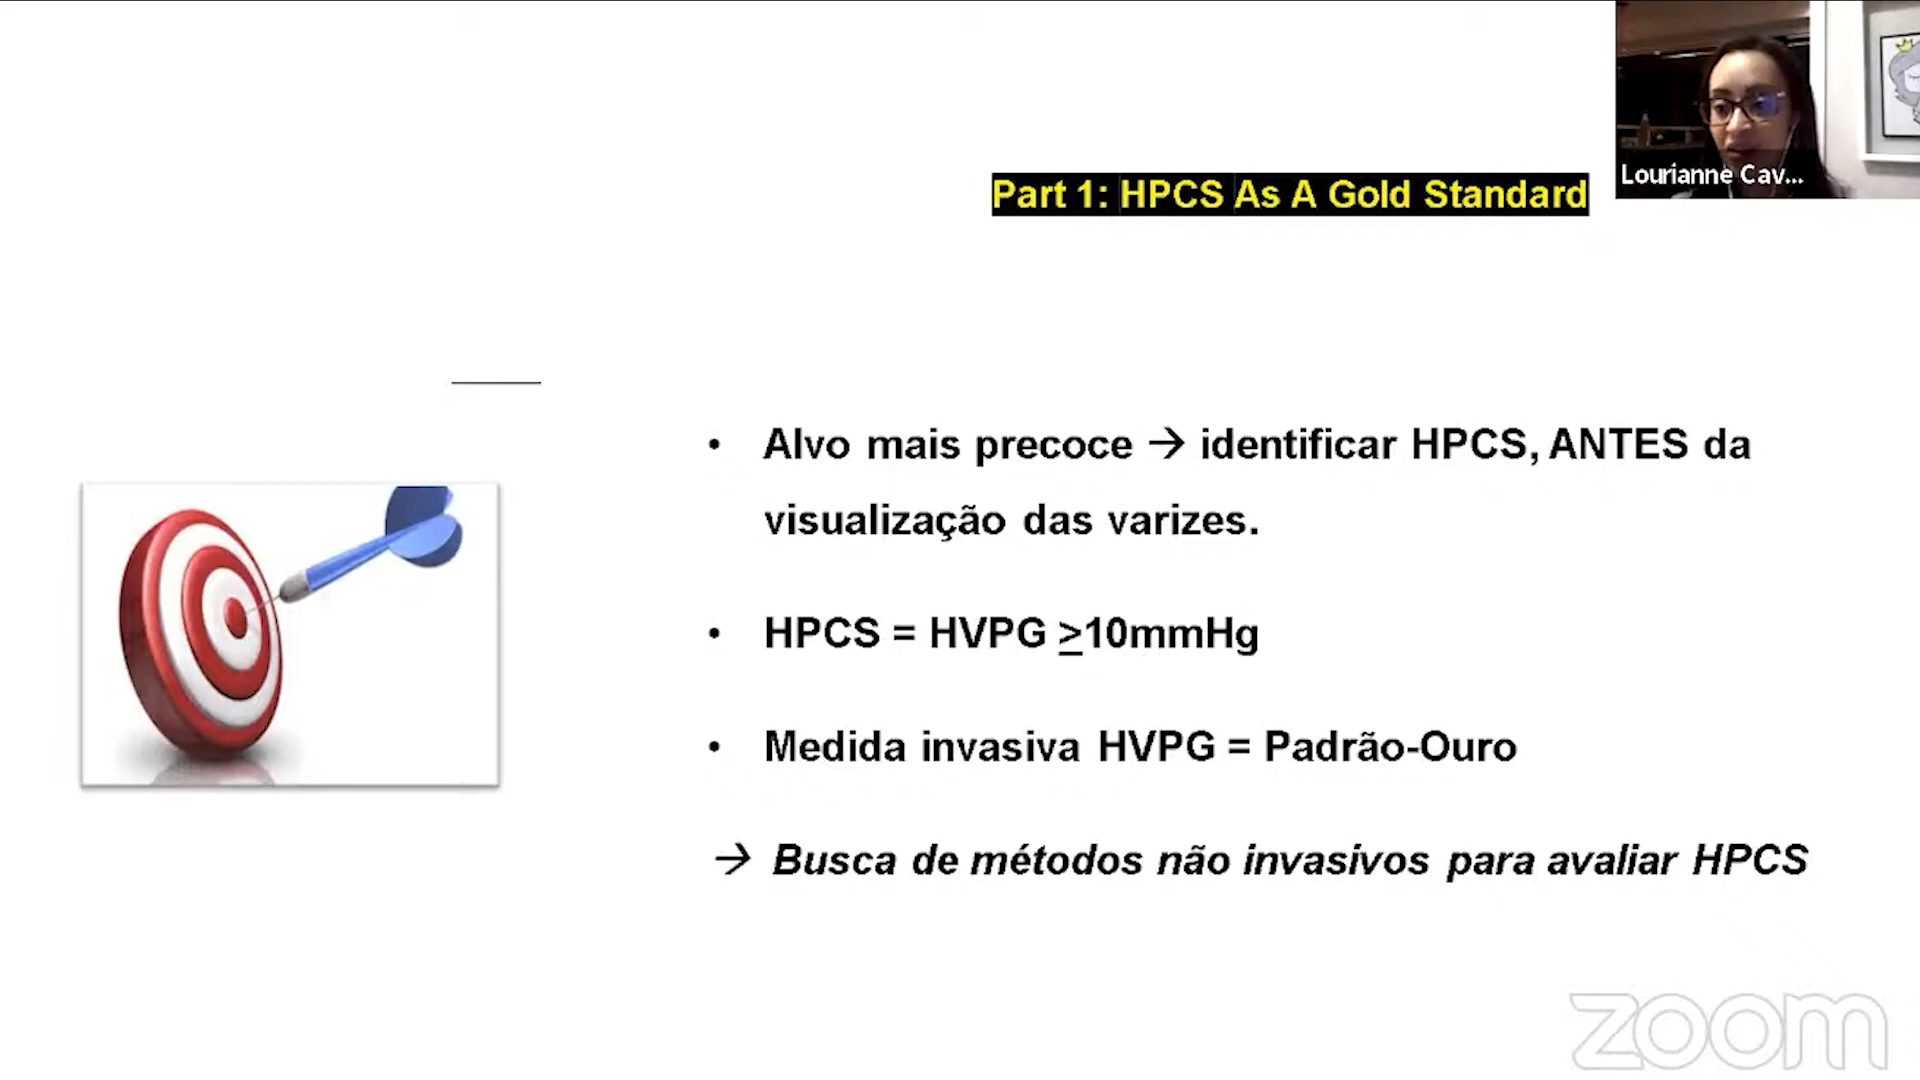 Part 1: HPCS As A Gold Standard
Lourianne Cav...
• Alvo mais precoce → identificar HPCS, ANTES da
visualização das varizes.
• HPCS = HVPG ≥10mmHg
• Medida invasiva HVPG = Padrão-Ouro
→ Busca de métodos não invasivos para avaliar HPCS
zoom